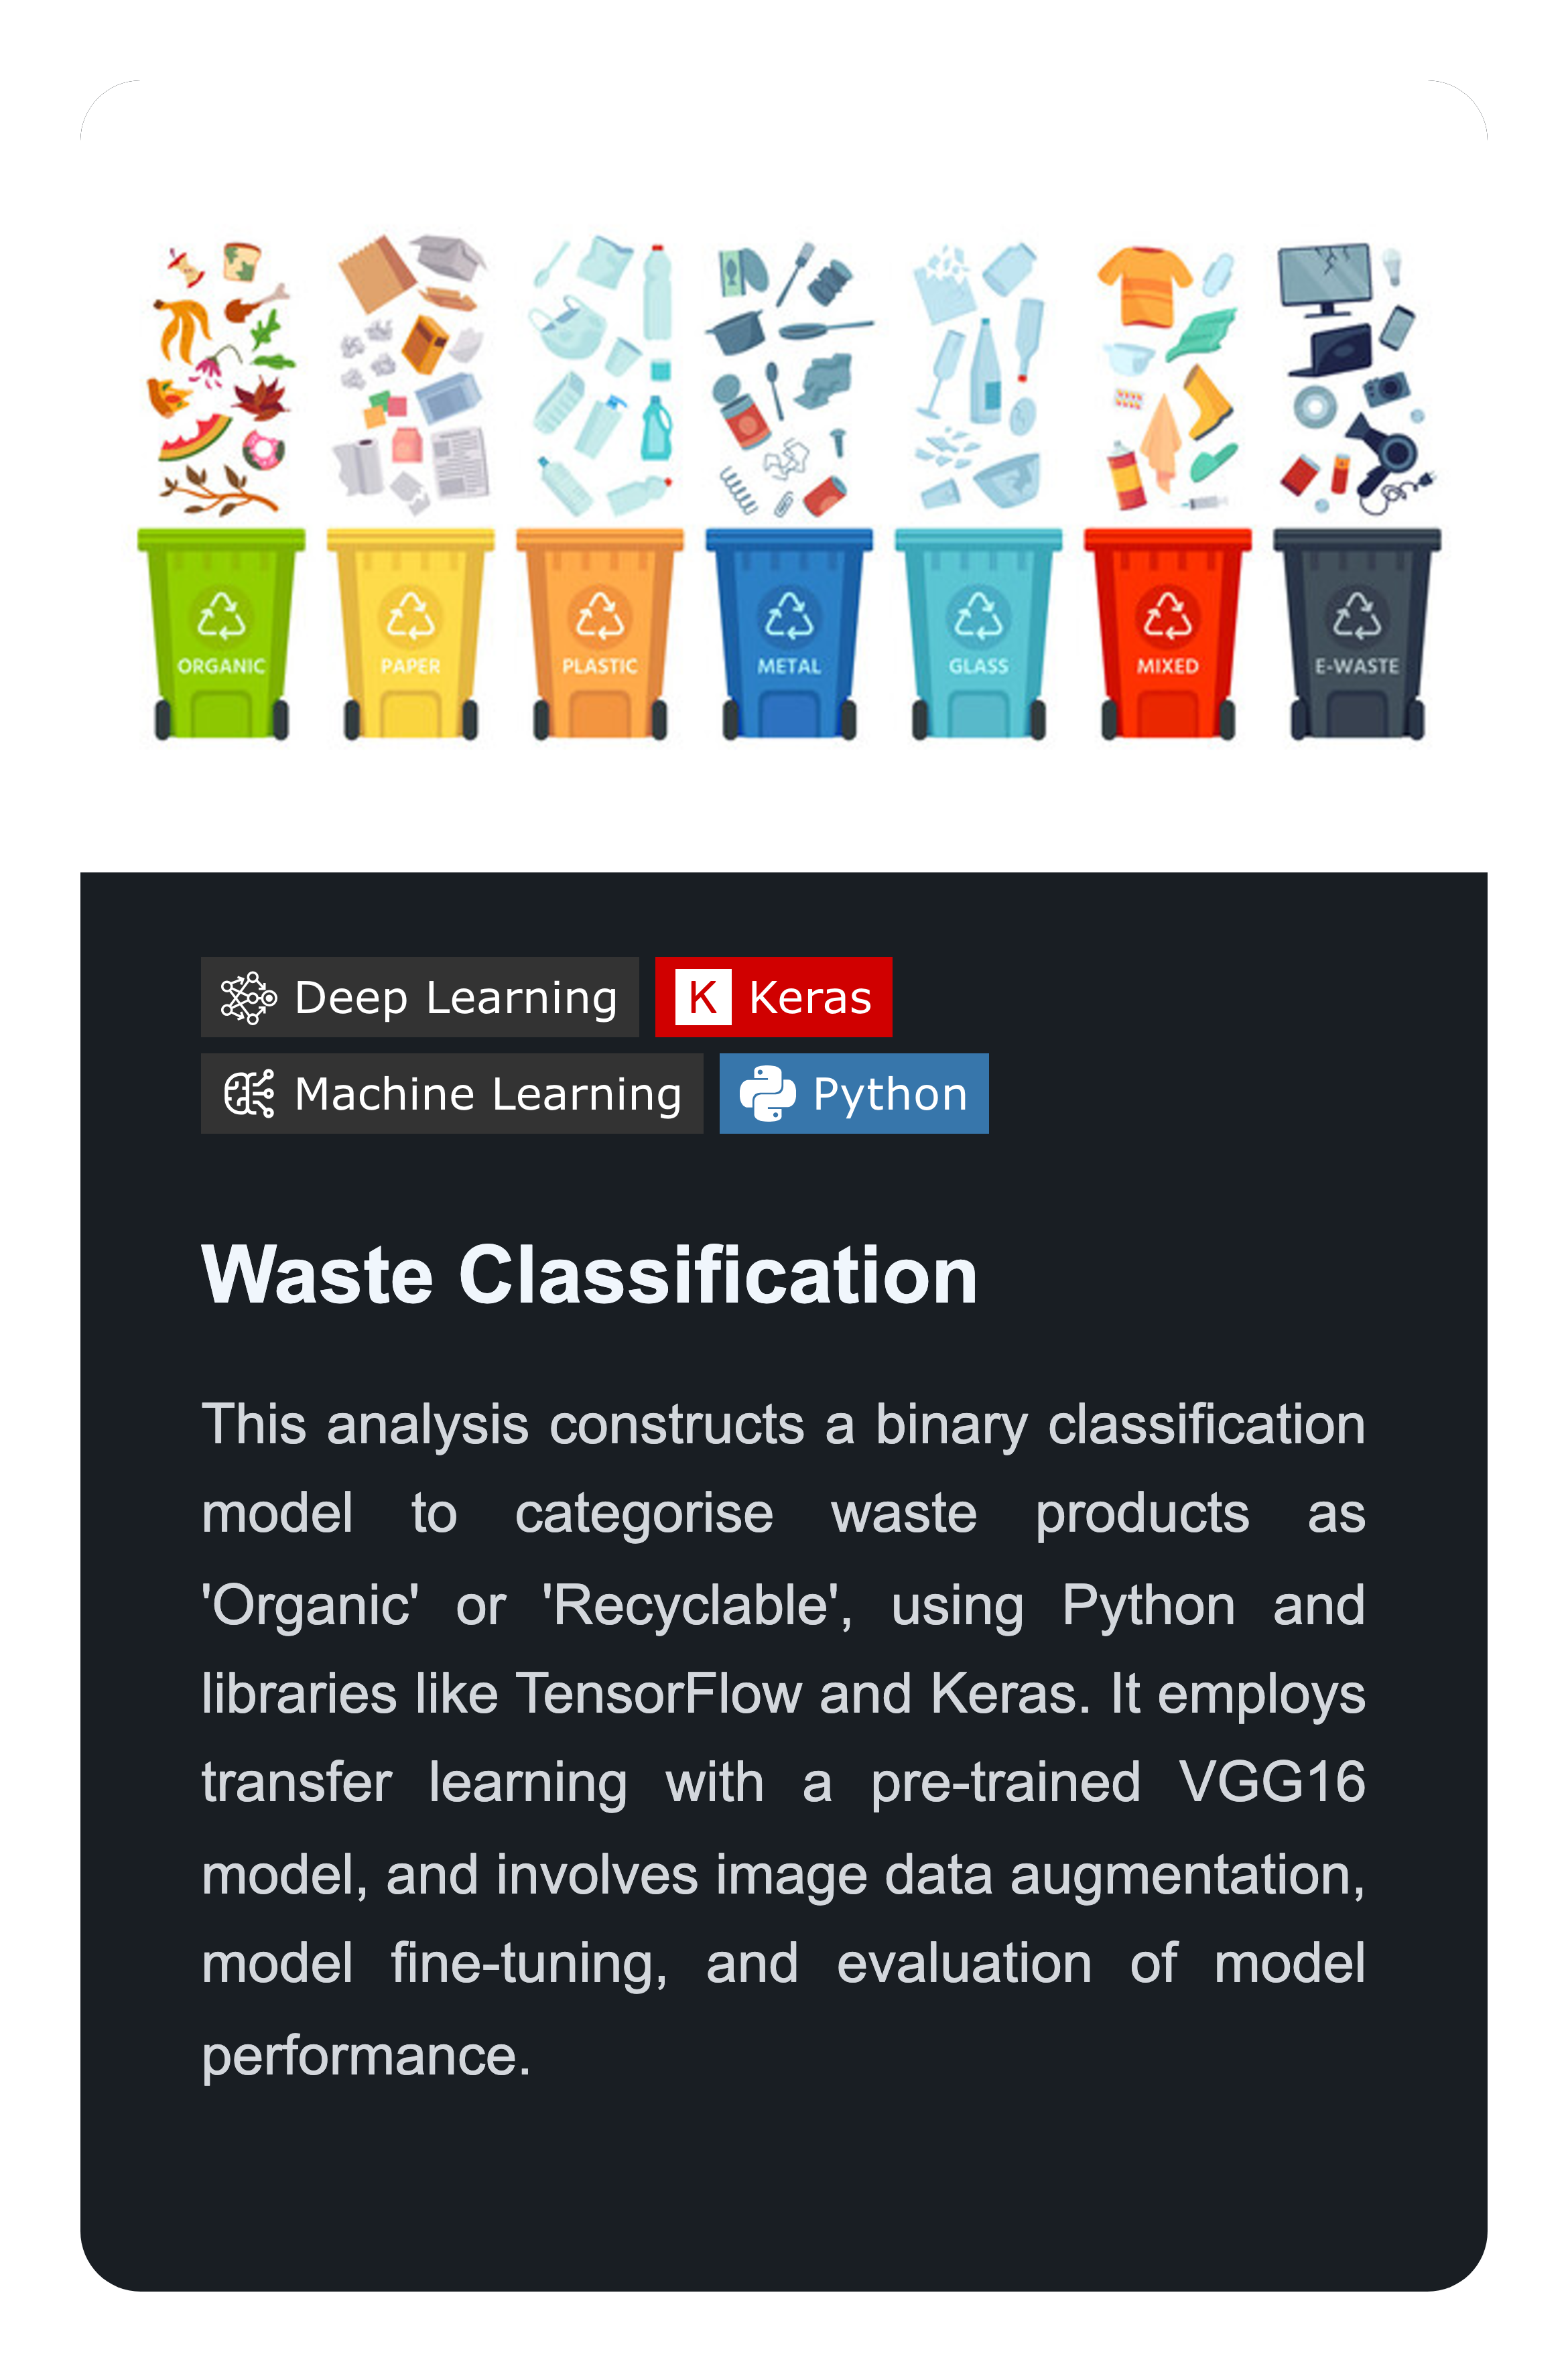 ORGANIC PAPER PLASTIC METAL GLASS MIXED E-WASTE
Deep Learning K Keras
Machine Learning Python
Waste Classification
This analysis constructs a binary classification
model to categorise waste products as
'Organic' or 'Recyclable', using Python and
libraries like TensorFlow and Keras. It employs
transfer learning with a pre-trained VGG16
model, and involves image data augmentation,
model fine-tuning, and evaluation of model
performance.